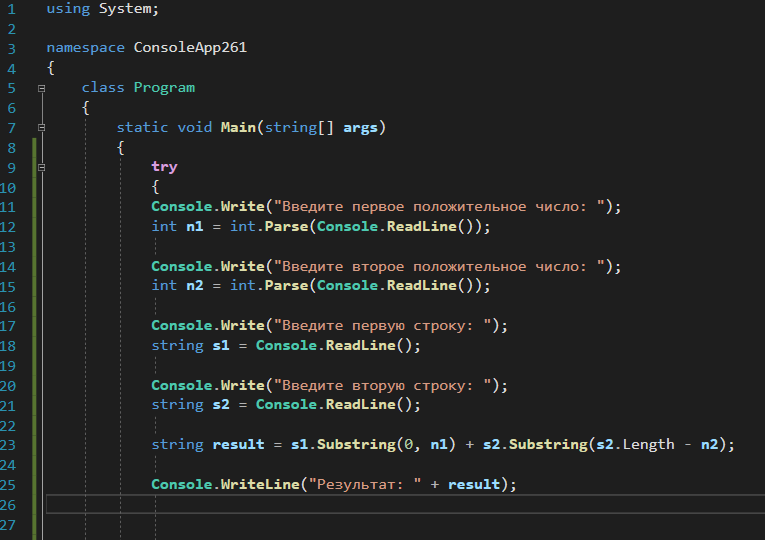 1 using System;
2
3 namespace ConsoleApp261
4 {
5 class Program
6 {
7 static void Main(string[] args)
8 {
9 try
10 {
11 Console.Write("Введите первое положительное число: ");
12 int n1 = int.Parse(Console.ReadLine());
13
14 Console.Write("Введите второе положительное число: ");
15 int n2 = int.Parse(Console.ReadLine());
16
17 Console.Write("Введите первую строку: ");
18 string s1 = Console.ReadLine();
19
20 Console.Write("Введите вторую строку: ");
21 string s2 = Console.ReadLine();
22
23 string result = s1.Substring(0, n1) + s2.Substring(s2.Length - n2);
24
25 Console.WriteLine("Результат: " + result);
26
27